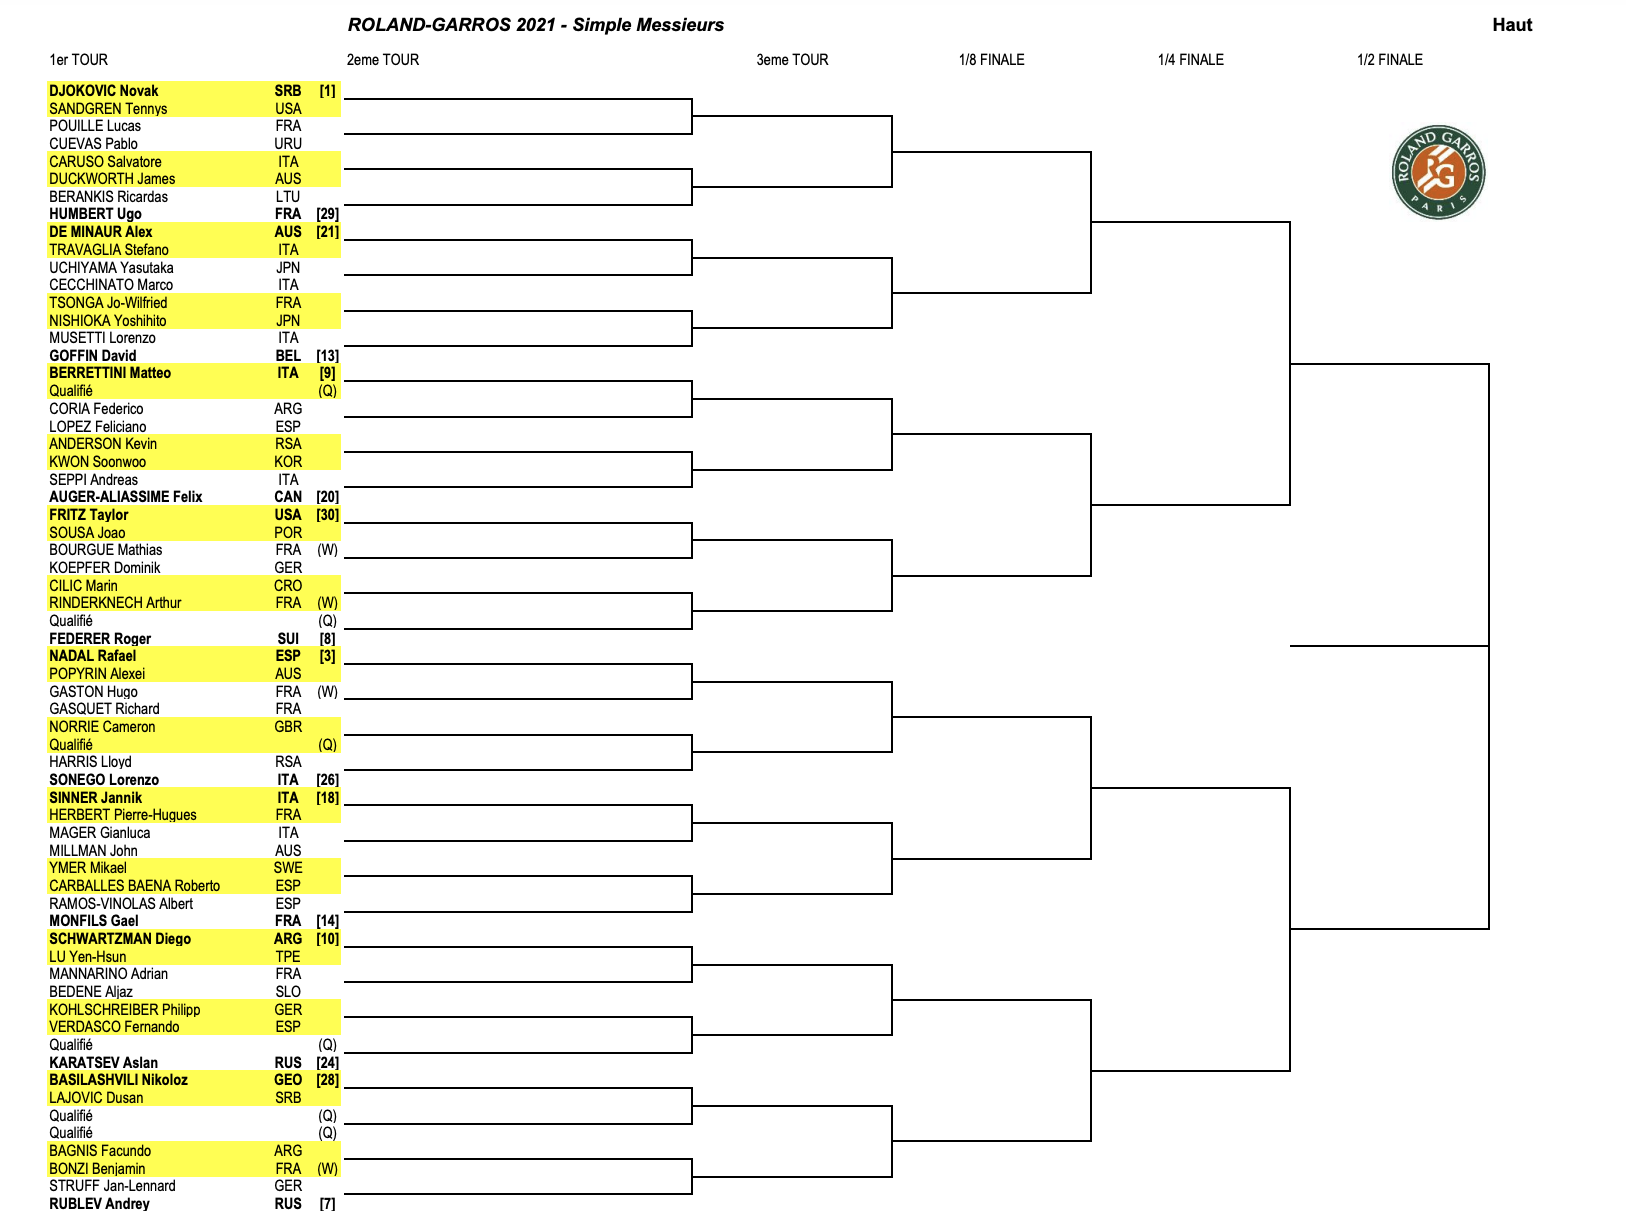 ROLAND-GARROS 2021 - Simple Messieurs Haut
1er TOUR 2eme TOUR 3eme TOUR 1/8 FINALE 1/4 FINALE 1/2 FINALE
DJOKOVIC Novak SRB [1]
SANDGREN Tennys USA
POUILLE Lucas FRA
CUEVAS Pablo URU
CARUSO Salvatore ITA
DUCKWORTH James AUS
BERANKIS Ricardas LTU
HUMBERT Ugo FRA [29]
DE MINAUR Alex AUS [21]
TRAVAGLIA Stefano ITA
UCHIYAMA Yasutaka JPN
CECCHINATO Marco ITA
TSONGA Jo-Wilfried FRA
NISHIOKA Yoshihito JPN
MUSETTI Lorenzo ITA
GOFFIN David BEL [13]
BERRETTINI Matteo ITA [9]
Qualifié (Q)
CORIA Federico ARG
LOPEZ Feliciano ESP
ANDERSON Kevin RSA
KWON Soonwoo KOR
SEPPI Andreas ITA
AUGER-ALIASSIME Felix CAN [20]
FRITZ Taylor USA [30]
SOUSA Joao POR
BOURGUE Mathias FRA (W)
KOEPFER Dominik GER
CILIC Marin CRO
RINDERKNECH Arthur FRA (W)
Qualifié (Q)
FEDERER Roger SUI [8]
NADAL Rafael ESP [3]
POPYRIN Alexei AUS
GASTON Hugo FRA (W)
GASQUET Richard FRA
NORRIE Cameron GBR
Qualifié (Q)
HARRIS Lloyd RSA
SONEGO Lorenzo ITA [26]
SINNER Jannik ITA [18]
HERBERT Pierre-Hugues FRA
MAGER Gianluca ITA
MILLMAN John AUS
YMER Mikael SWE
CARBALLES BAENA Roberto ESP
RAMOS-VINOLAS Albert ESP
MONFILS Gael FRA [14]
SCHWARTZMAN Diego ARG [10]
LU Yen-Hsun TPE
MANNARINO Adrian FRA
BEDENE Aljaz SLO
KOHLSCHREIBER Philipp GER
VERDASCO Fernando ESP
Qualifié (Q)
KARATSEV Aslan RUS [24]
BASILASHVILI Nikoloz GEO [28]
LAJOVIC Dusan SRB
Qualifié (Q)
Qualifié (Q)
BAGNIS Facundo ARG
BONZI Benjamin FRA (W)
STRUFF Jan-Lennard GER
RUBLEV Andrey RUS [7]
ROLAND GARROS
RG
PARIS